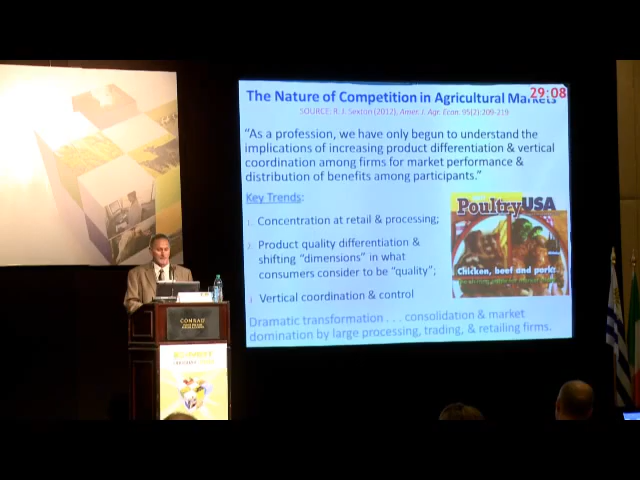 29:08
The Nature of Competition in Agricultural Markets
SOURCE: R. J. Sexton (2012), Amer. J. Agr. Econ. 95(2):209-219
“As a profession, we have only begun to understand the
implications of increasing product differentiation & vertical
coordination among firms for market performance &
distribution of benefits among participants.”
Key Trends:
1. Concentration at retail & processing;
2. Product quality differentiation &
shifting “dimensions” in what
consumers consider to be “quality”;
3. Vertical coordination & control
PoultryUSA
Chicken, beef and pork:
Dramatic transformation . . . consolidation & market
domination by large processing, trading, & retailing firms.
CONRAD